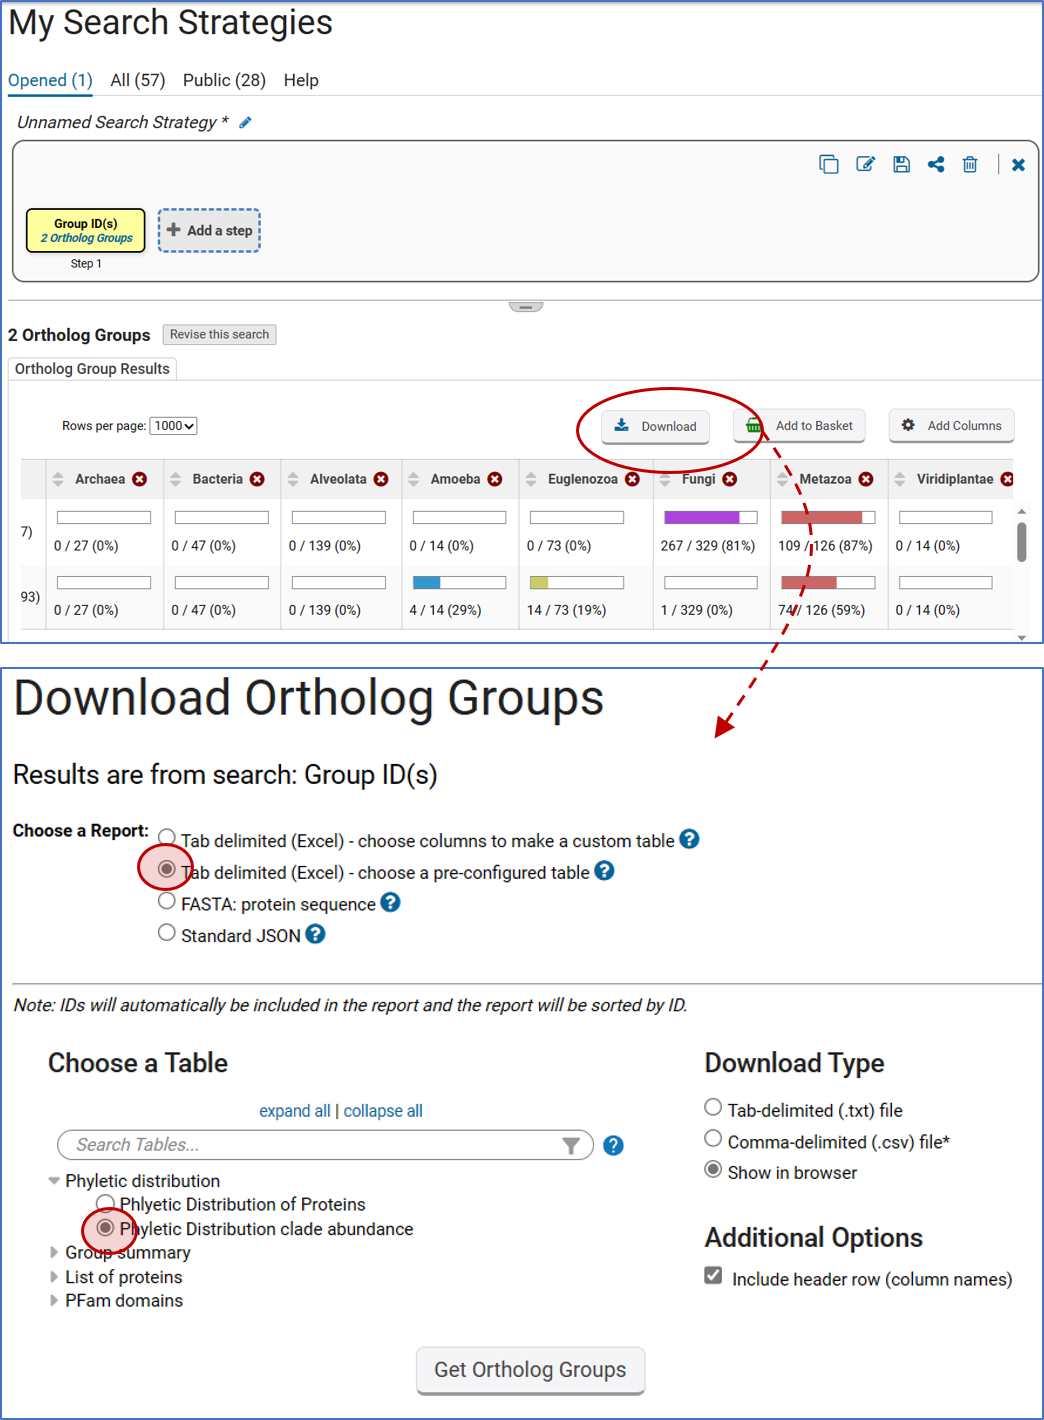 My Search Strategies
Opened (1) All (57) Public (28) Help
Unnamed Search Strategy *
Group ID(s)
2 Ortholog Groups
Add a step
Step 1
2 Ortholog Groups Revise this search
Ortholog Group Results
Rows per page: 1000 Download Add to Basket Add Columns
Archaea Bacteria Alveolata Amoeba Euglenozoa Fungi Metazoa Viridiplantae
7) 0 / 27 (0%) 0 / 47 (0%) 0 / 139 (0%) 0 / 14 (0%) 0 / 73 (0%) 267 / 329 (81%) 109 / 126 (87%) 0 / 14 (0%)
93) 0 / 27 (0%) 0 / 47 (0%) 0 / 139 (0%) 4 / 14 (29%) 14 / 73 (19%) 1 / 329 (0%) 74 / 126 (59%) 0 / 14 (0%)
Download Ortholog Groups
Results are from search: Group ID(s)
Choose a Report:
Tab delimited (Excel) - choose columns to make a custom table
Tab delimited (Excel) - choose a pre-configured table
FASTA: protein sequence
Standard JSON
Note: IDs will automatically be included in the report and the report will be sorted by ID.
Choose a Table
expand all | collapse all
Search Tables...
Phyletic distribution
Phlyetic Distribution of Proteins
Phyletic Distribution clade abundance
Group summary
List of proteins
PFam domains
Download Type
Tab-delimited (.txt) file
Comma-delimited (.csv) file*
Show in browser
Additional Options
Include header row (column names)
Get Ortholog Groups